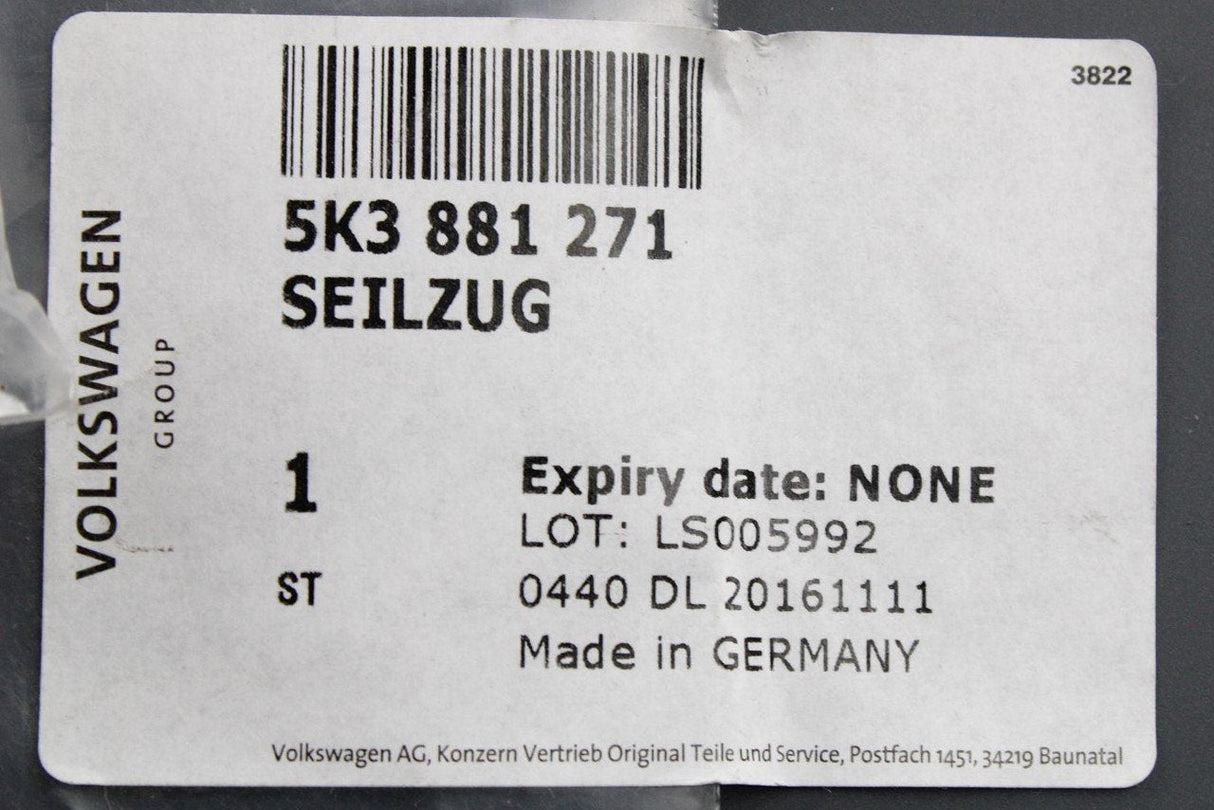 3822
5K3 881 271
SEILZUG
VOLKSWAGEN
GROUP
1
Expiry date: NONE
LOT: LS005992
ST
0440 DL 20161111
Made in GERMANY
Volkswagen AG, Konzern Vertrieb Original Teile und Service, Postfach 1451, 34219 Baunatal